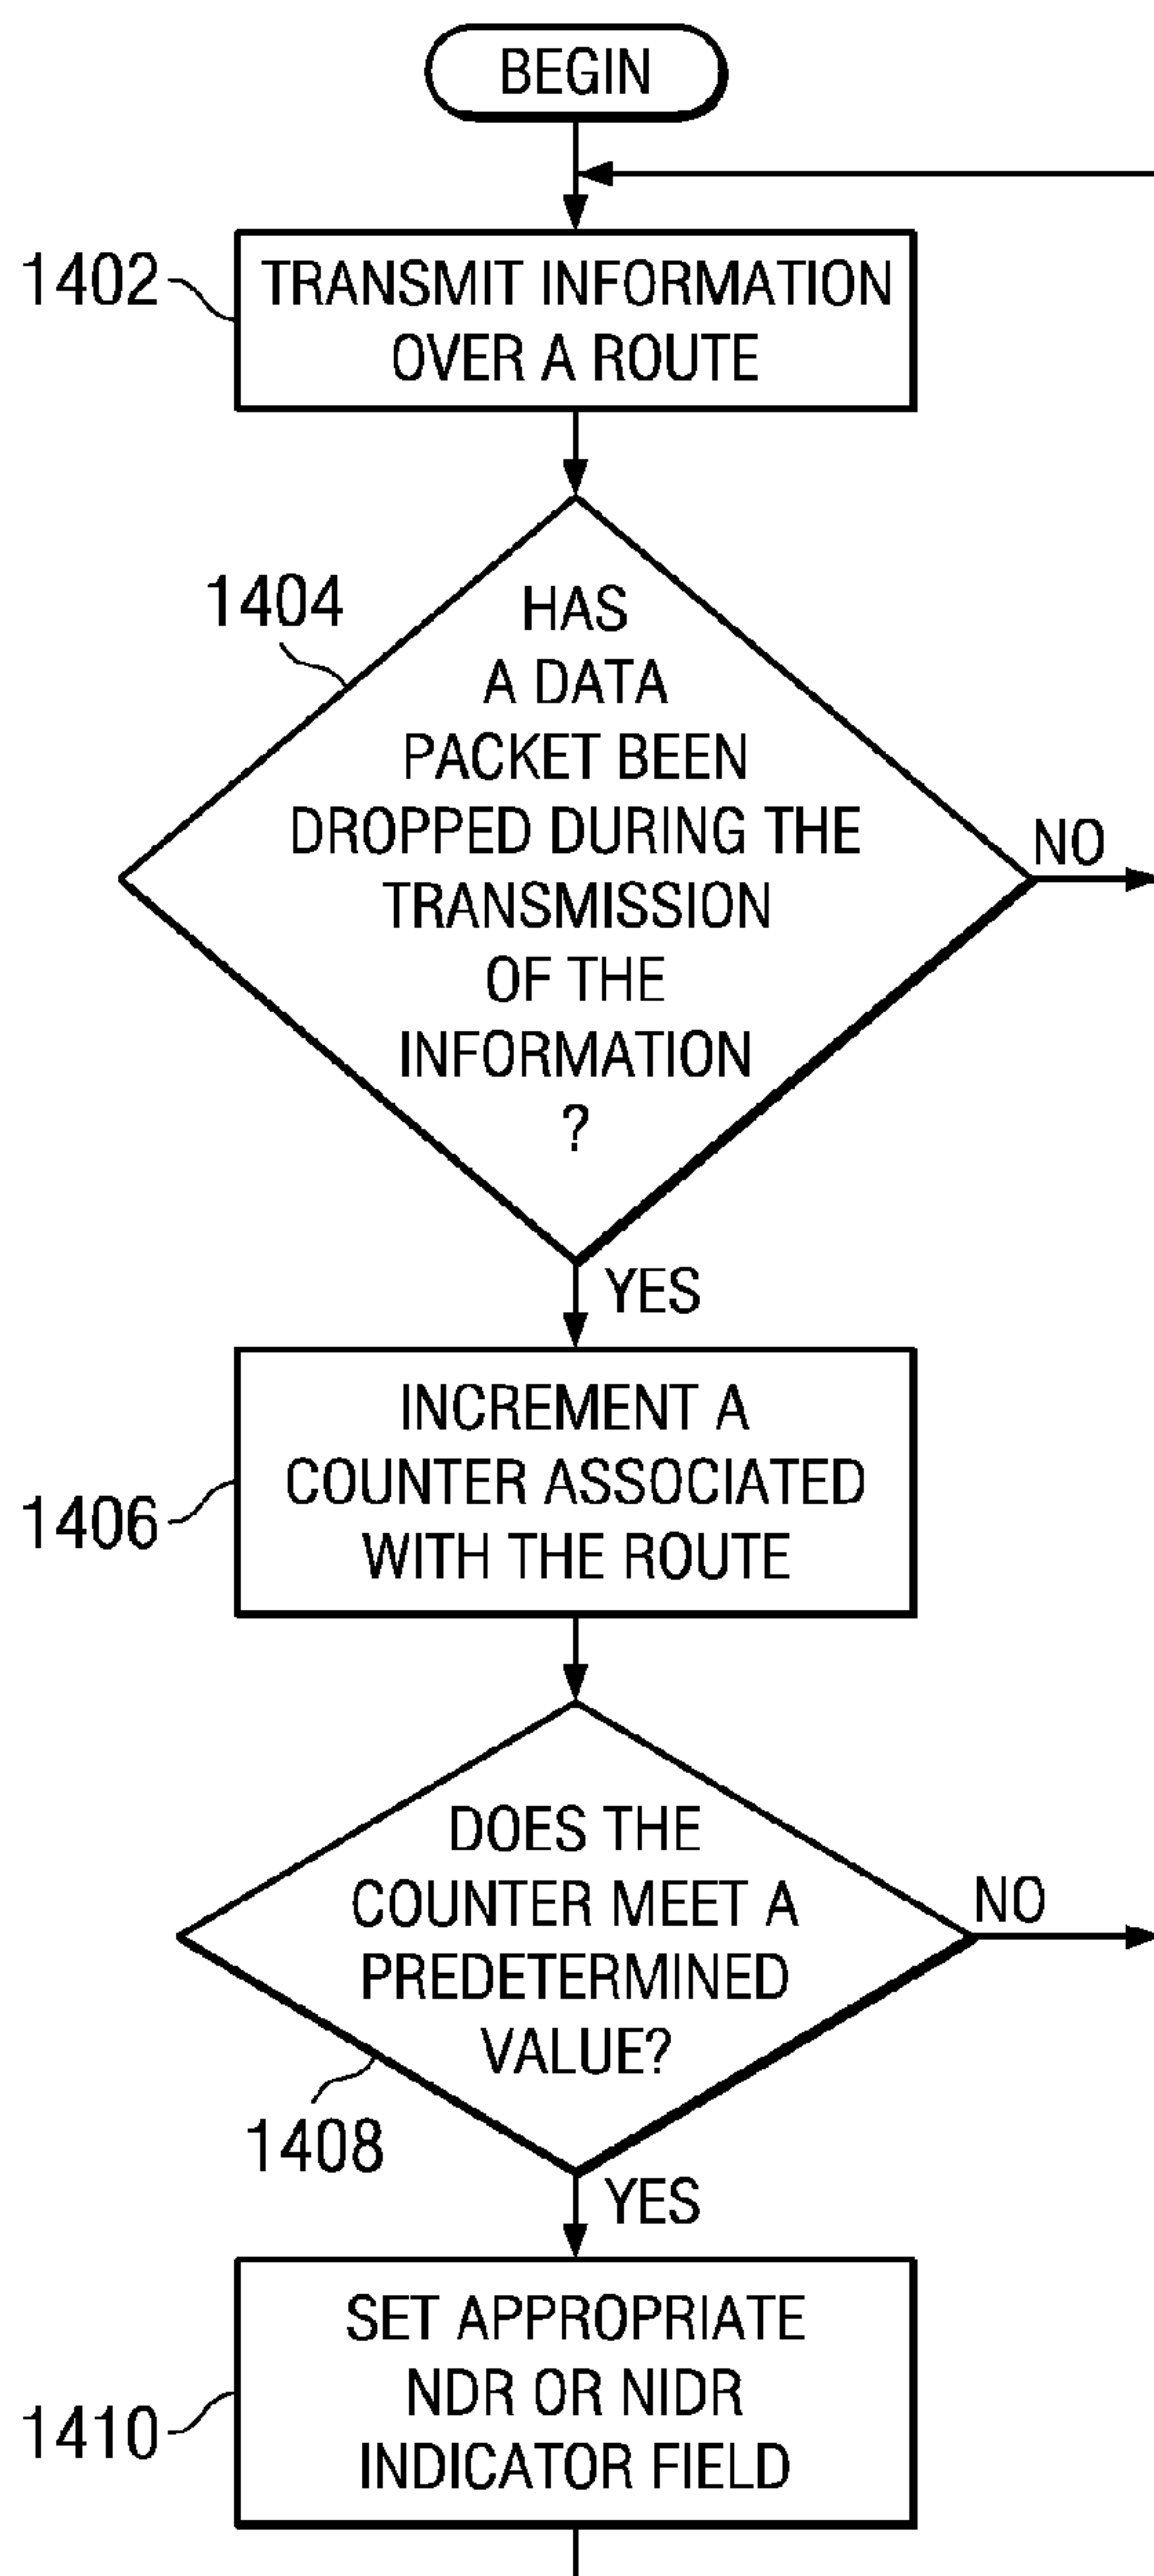 BEGIN
1402
TRANSMIT INFORMATION
OVER A ROUTE
1404
HAS
A DATA
PACKET BEEN
DROPPED DURING THE
TRANSMISSION
OF THE
INFORMATION
?
NO
YES
1406
INCREMENT A
COUNTER ASSOCIATED
WITH THE ROUTE
DOES THE
COUNTER MEET A
PREDETERMINED
VALUE?
NO
1408
YES
1410
SET APPROPRIATE
NDR OR NIDR
INDICATOR FIELD